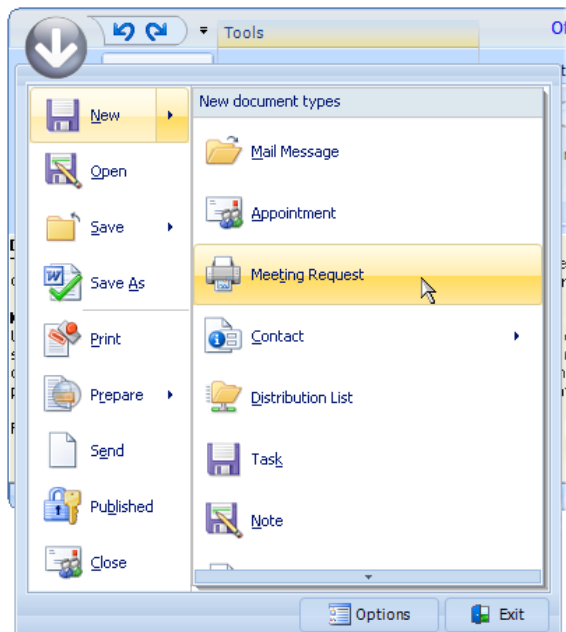 Tools
New
Open
Save
Save As
Print
Prepare
Send
Published
Close
New document types
Mail Message
Appointment
Meeting Request
Contact
Distribution List
Task
Note
Options
Exit